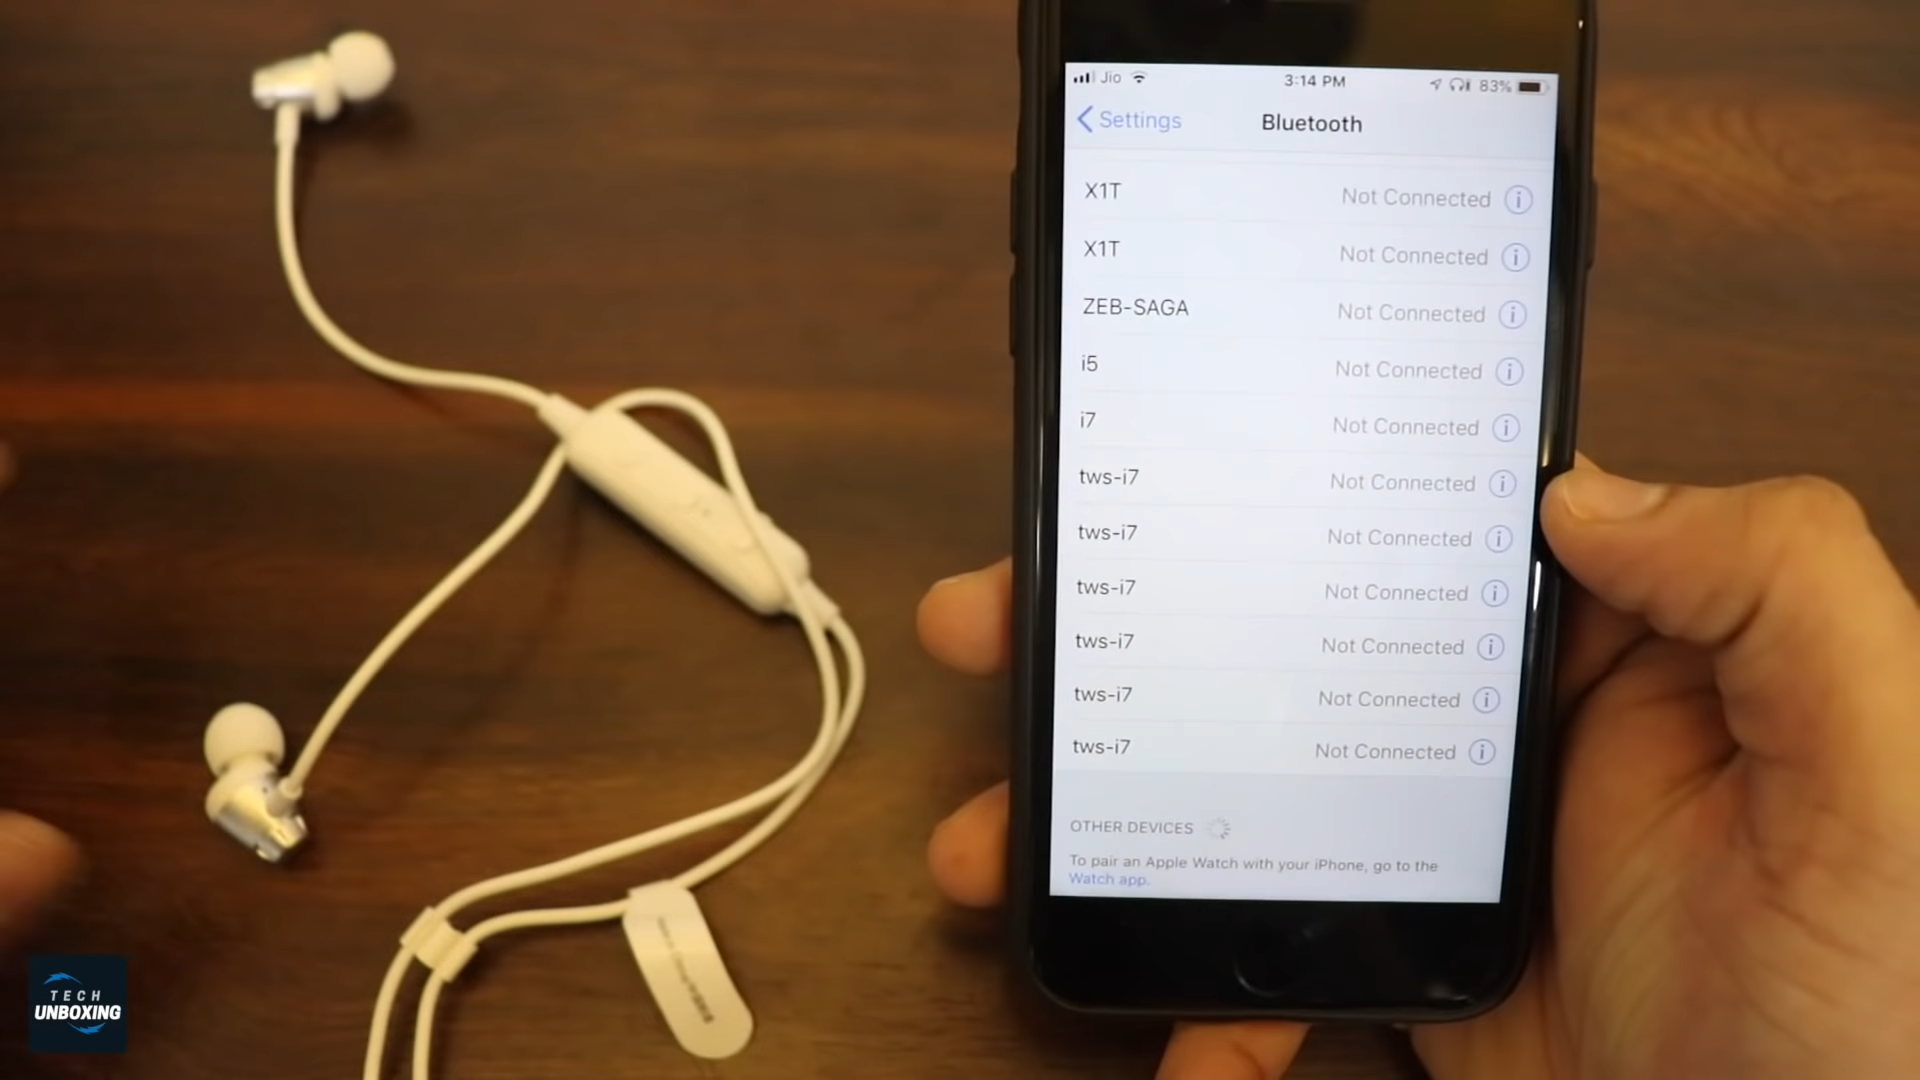 Jio 3:14 PM 83%
Settings Bluetooth
X1T Not Connected
X1T Not Connected
ZEB-SAGA Not Connected
i5 Not Connected
i7 Not Connected
tws-i7 Not Connected
tws-i7 Not Connected
tws-i7 Not Connected
tws-i7 Not Connected
tws-i7 Not Connected
tws-i7 Not Connected
OTHER DEVICES
To pair an Apple Watch with your iPhone, go to the
Watch app.
TECH
UNBOXING